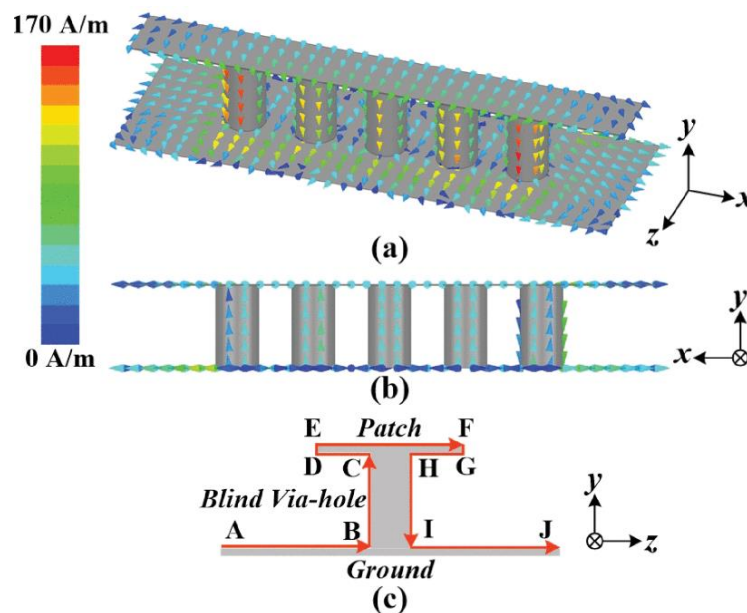 170 A/m
0 A/m
y
x
z
(a)
y
x
(b)
E Patch F
D C H G
Blind Via-hole
A B I J
Ground
y
z
(c)